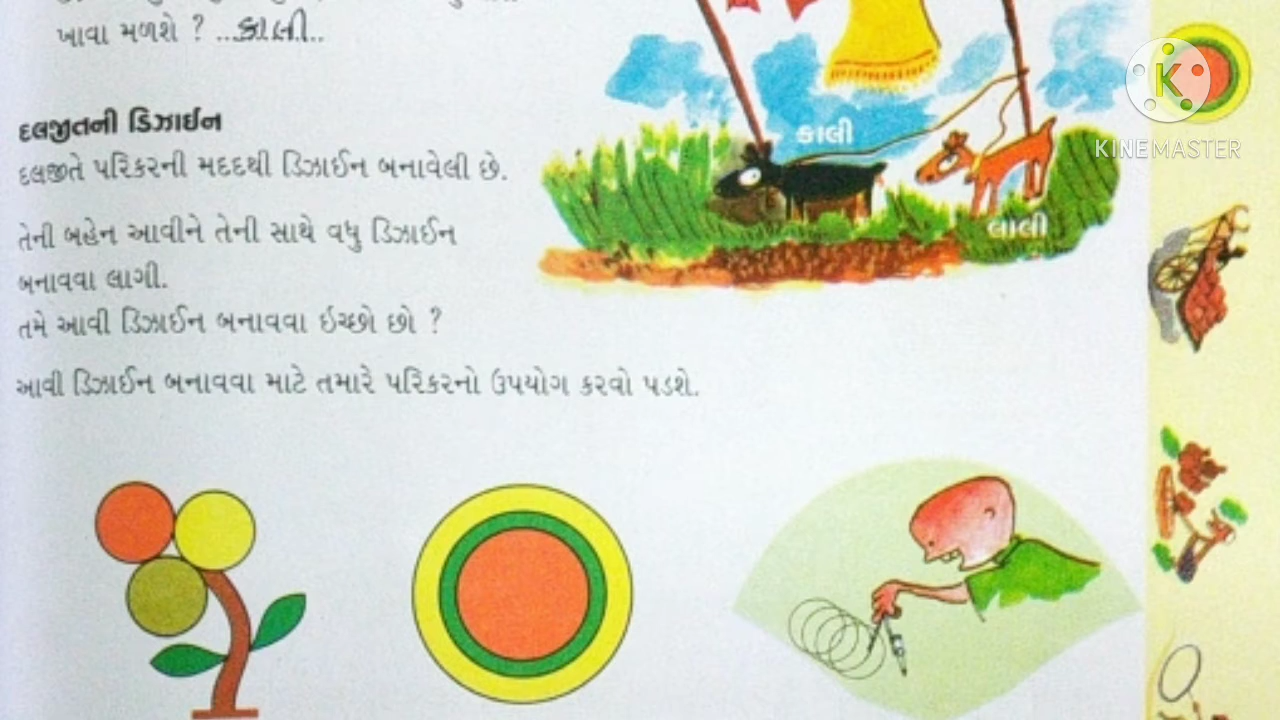 ખાવા મળશે ? ..કાલી..
દલજીતની ડિઝાઈન
દલજીતે પરિકરની મદદથી ડિઝાઈન બનાવેલી છે.
તેની બહેન આવીને તેની સાથે વધુ ડિઝાઈન
બનાવવા લાગી.
તમે આવી ડિઝાઈન બનાવવા ઇચ્છો છો ?
આવી ડિઝાઈન બનાવવા માટે તમારે પરિકરનો ઉપયોગ કરવો પડશે.
કાલી
લાલી
K
KINEMASTER